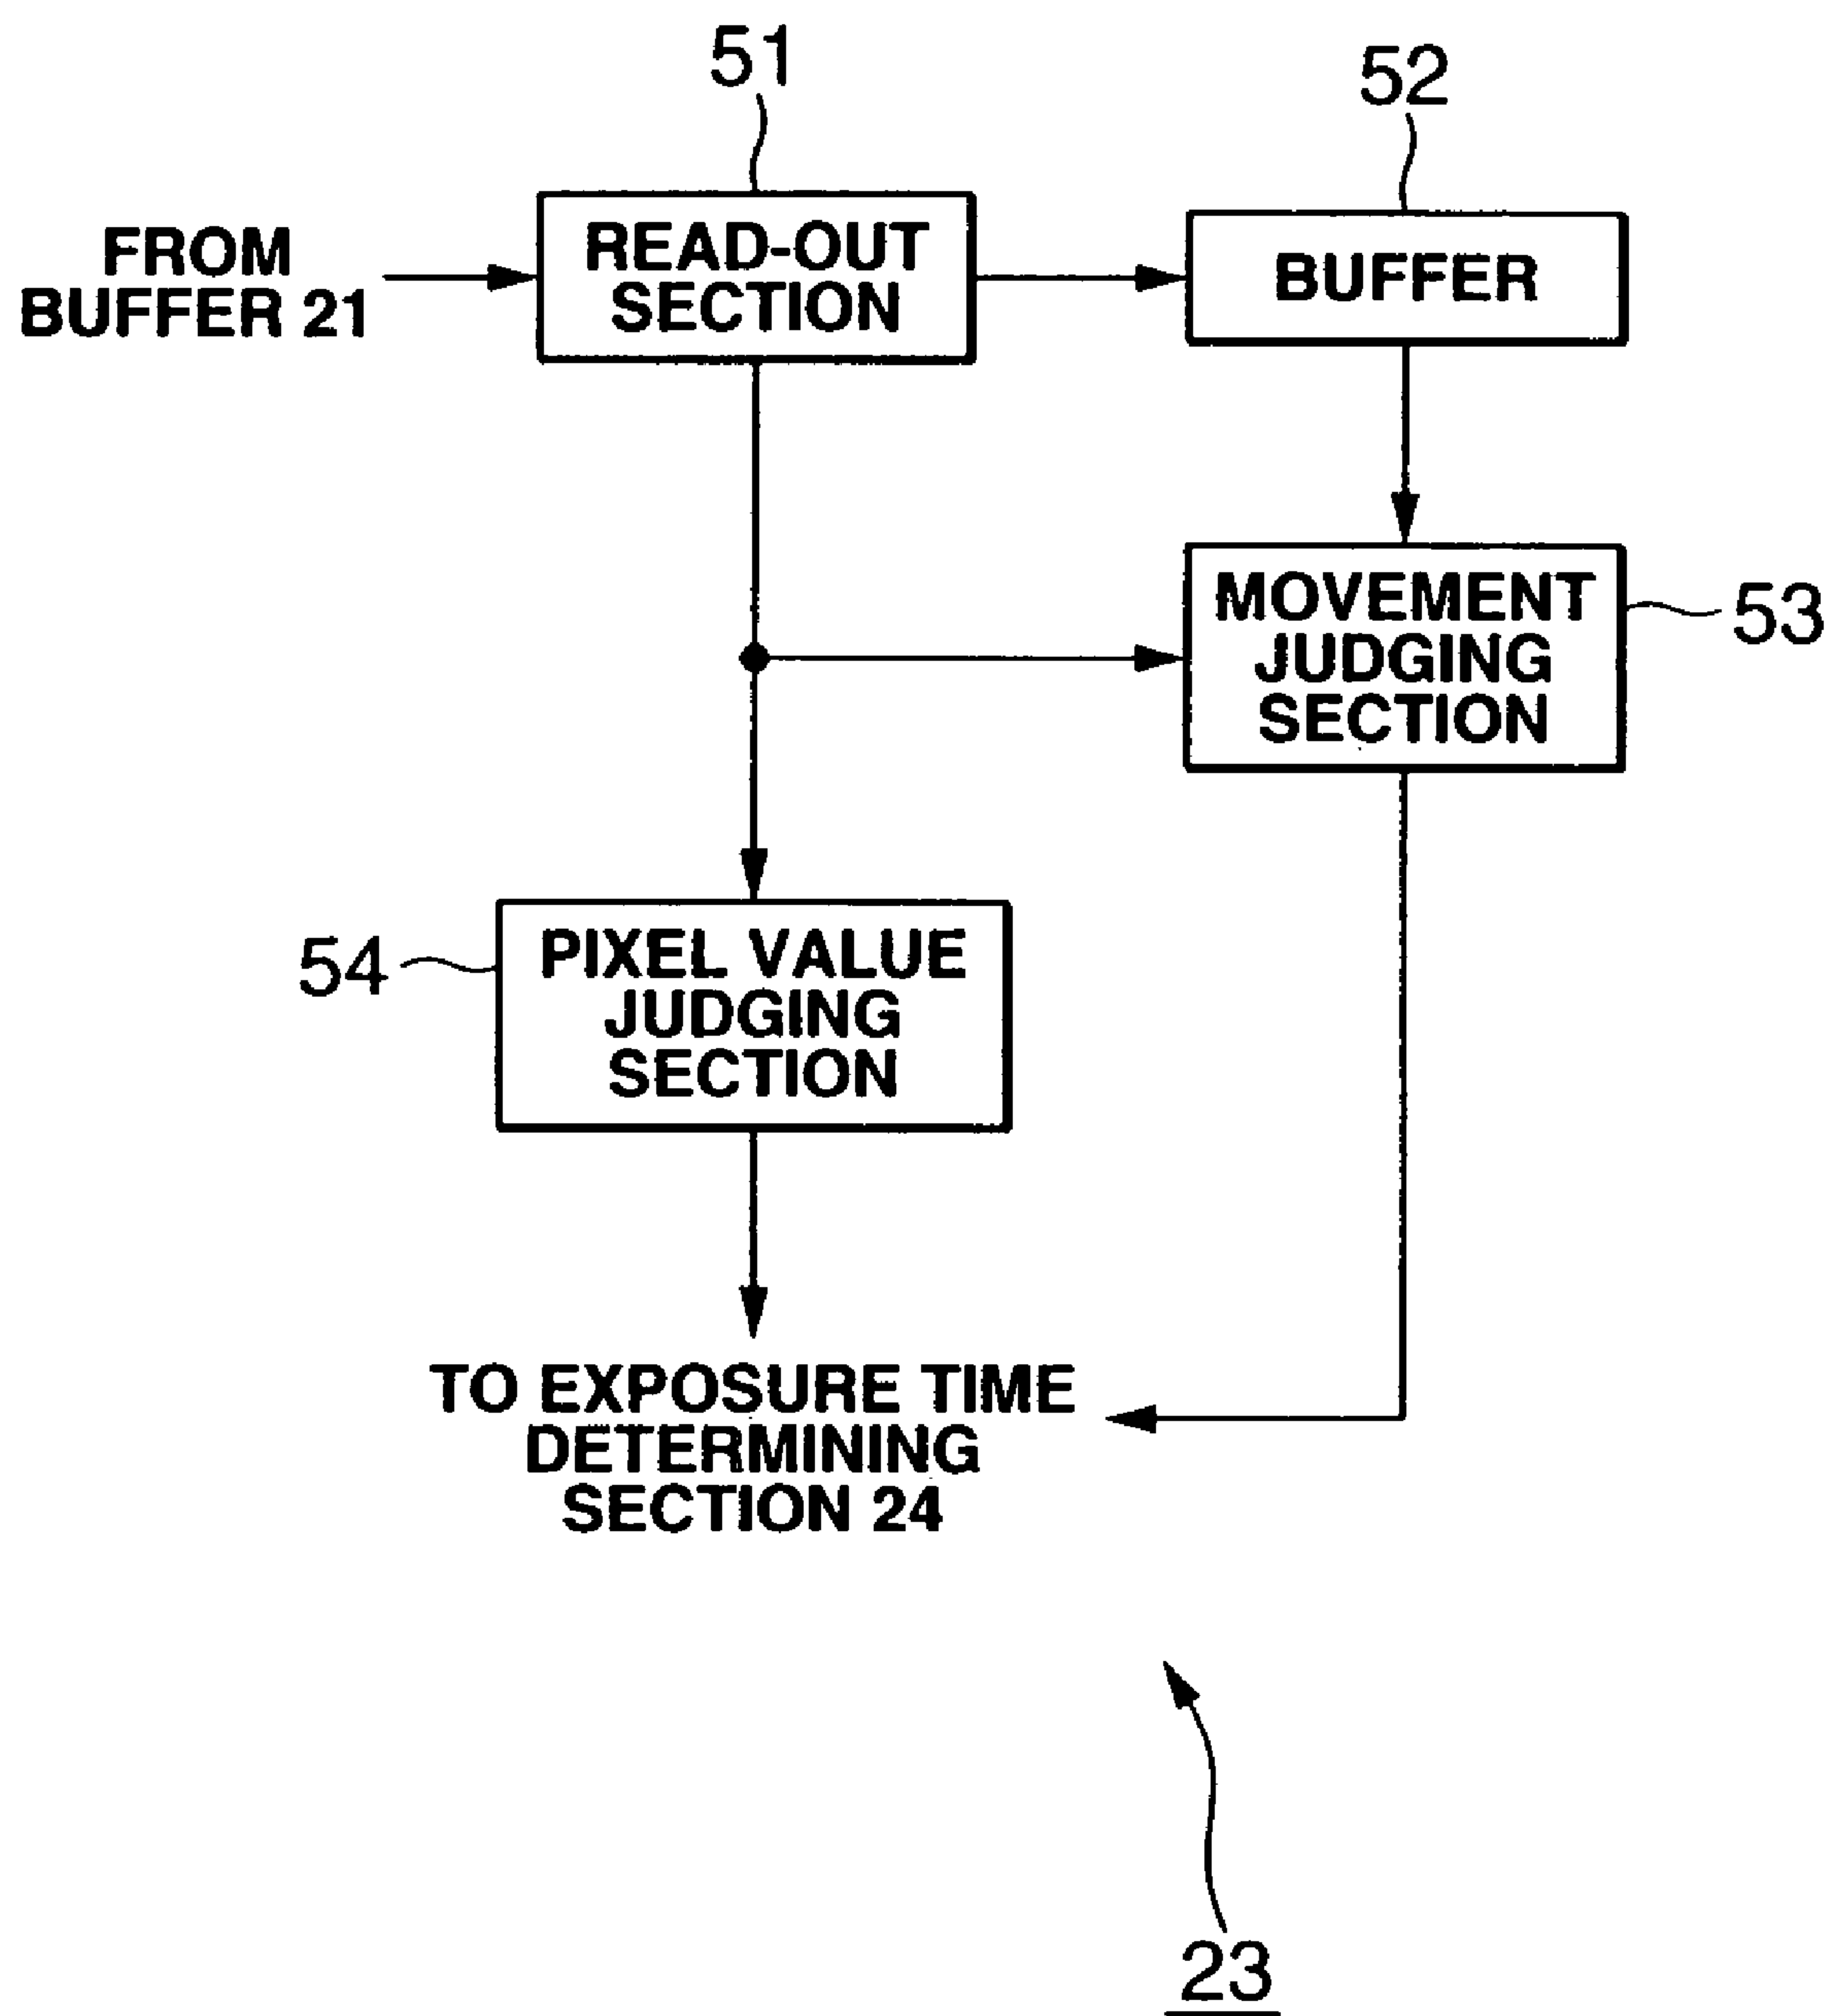 51
52
FROM
BUFFER 21
READ-OUT
SECTION
BUFFER
MOVEMENT
JUDGING
SECTION
53
54
PIXEL VALUE
JUDGING
SECTION
TO EXPOSURE TIME
DETERMINING
SECTION 24
23